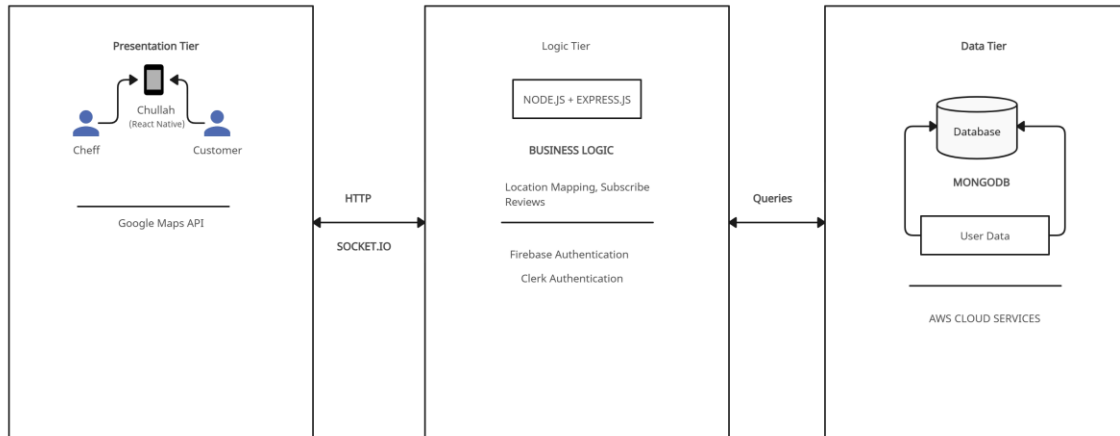 Presentation Tier
Chullah
(React Native)
Cheff
Customer
Google Maps API
HTTP
SOCKET.IO
Logic Tier
NODE.JS + EXPRESS.JS
BUSINESS LOGIC
Location Mapping, Subscribe
Reviews
Firebase Authentication
Clerk Authentication
Queries
Data Tier
Database
MONGODB
User Data
AWS CLOUD SERVICES